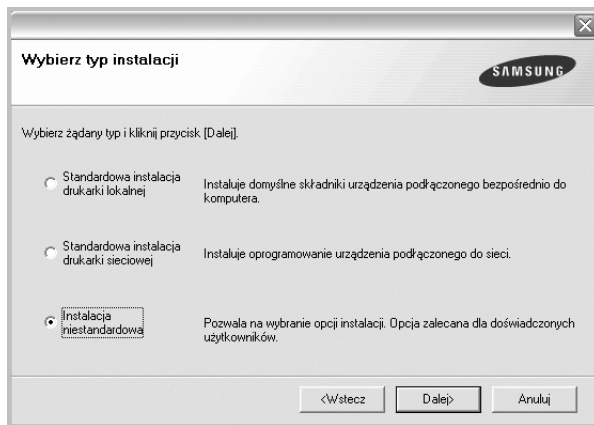 Wybierz typ instalacji
SAMSUNG
Wybierz żądany typ i kliknij przycisk [Dalej].
Standardowa instalacja
drukarki lokalnej
Instaluje domyślne składniki urządzenia podłączonego bezpośrednio do
komputera.
Standardowa instalacja
drukarki sieciowej
Instaluje oprogramowanie urządzenia podłączonego do sieci.
Instalacja
niestandardowa
Pozwala na wybranie opcji instalacji. Opcja zalecana dla doświadczonych
użytkowników.
<Wstecz
Dalej>
Anuluj